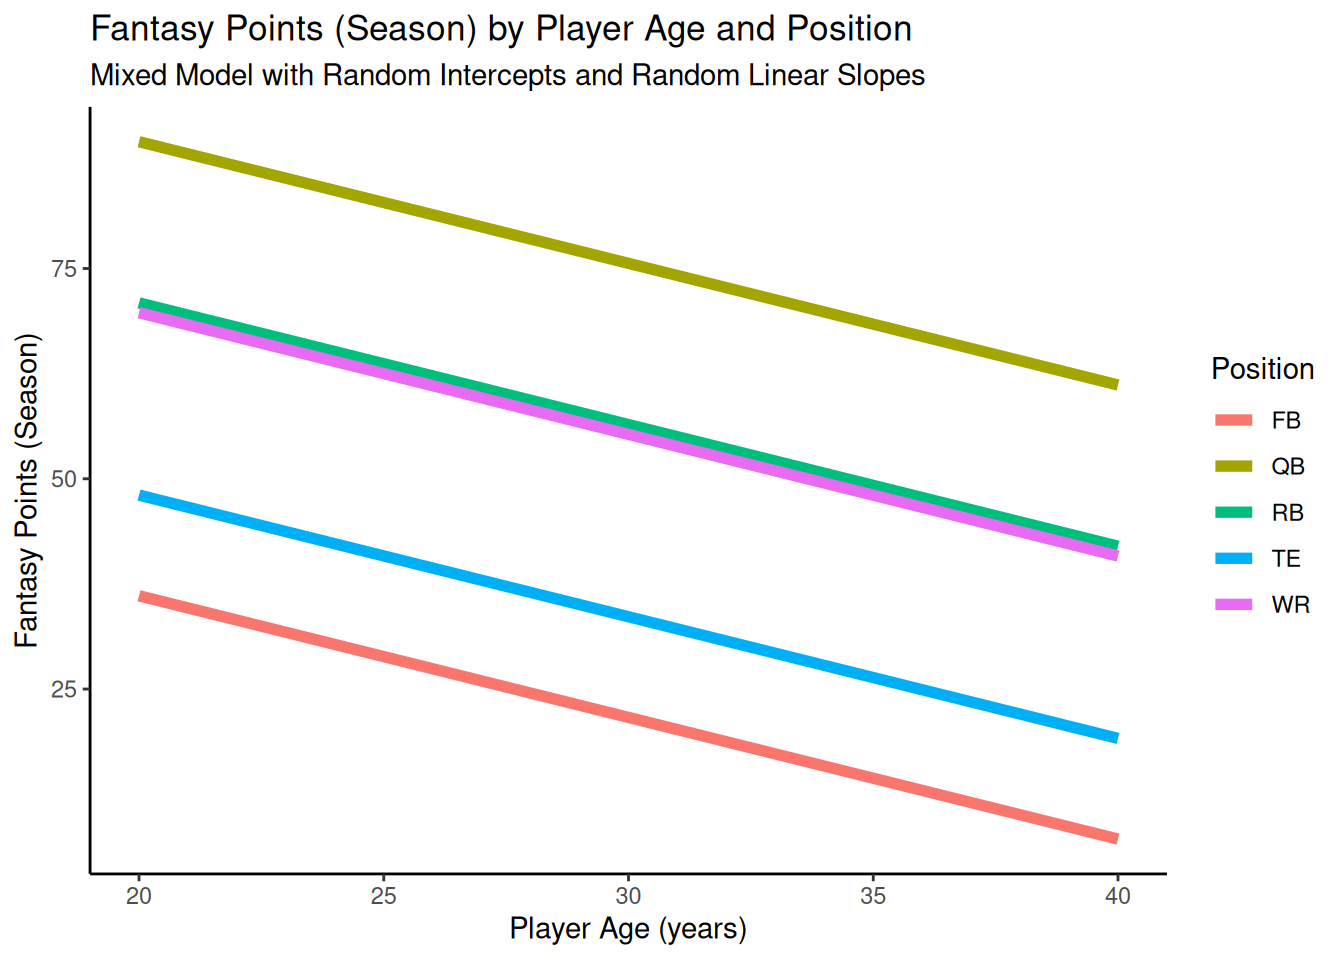 Fantasy Points (Season) by Player Age and Position
Mixed Model with Random Intercepts and Random Linear Slopes
Fantasy Points (Season)
75
50
25
20 25 30 35 40
Player Age (years)
Position
FB
QB
RB
TE
WR